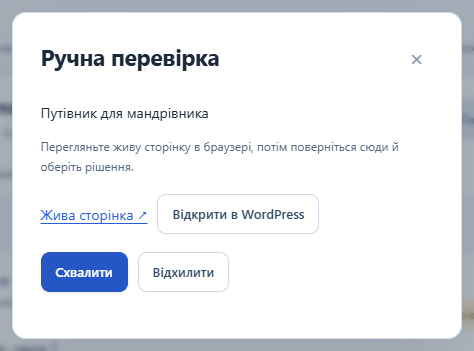 Ручна перевірка
Путівник для мандрівника
Перегляньте живу сторінку в браузері, потім поверніться сюди й
оберіть рішення.
Жива сторінка ↗ Відкрити в WordPress
Схвалити Відхилити